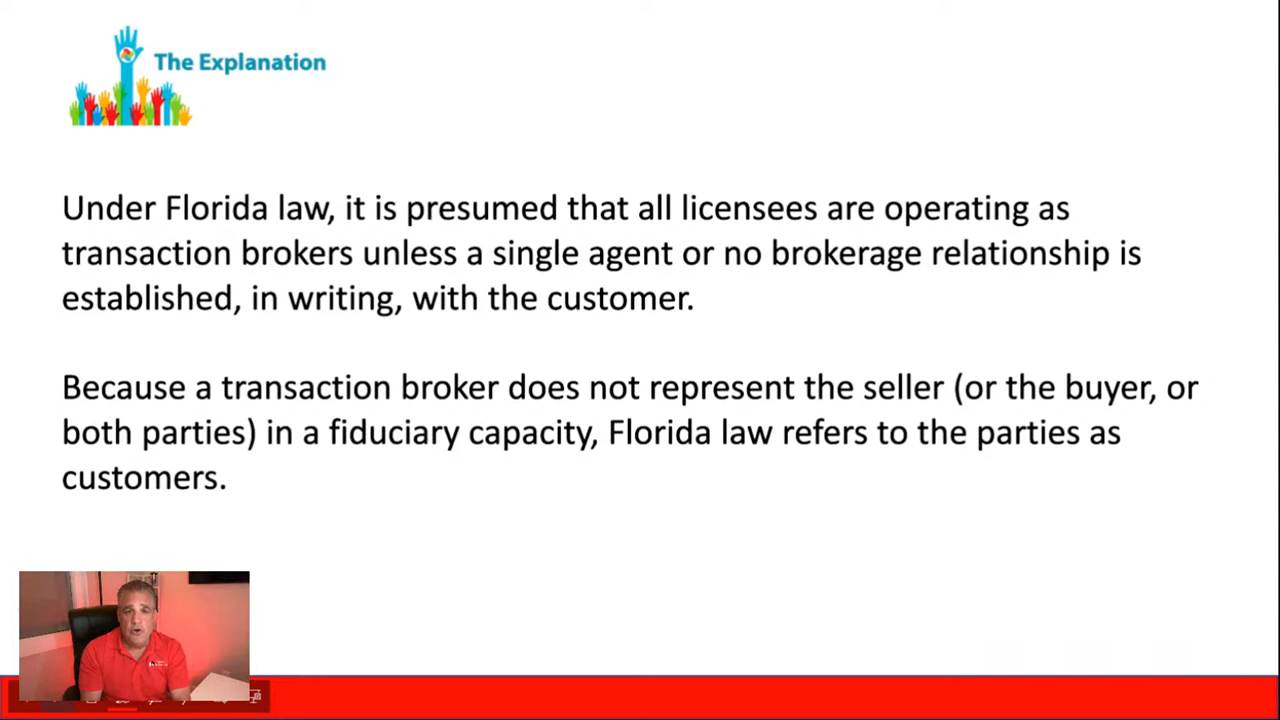 The Explanation
Under Florida law, it is presumed that all licensees are operating as
transaction brokers unless a single agent or no brokerage relationship is
established, in writing, with the customer.
Because a transaction broker does not represent the seller (or the buyer, or
both parties) in a fiduciary capacity, Florida law refers to the parties as
customers.